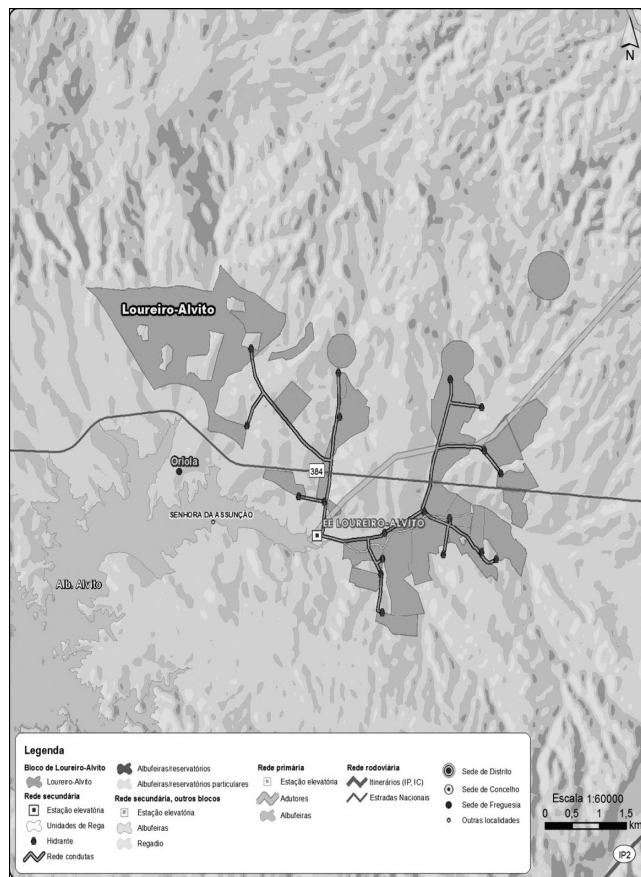 N
Loureiro-Alvito
384
Oriola
SENHORA DA ASSUNÇÃO
EE LOUREIRO-ALVITO
Alb. Alvito
Legenda
Bloco de Loureiro-Alvito
Loureiro-Alvito
Rede secundária
Estação elevatória
Unidades de Rega
Hidrante
Rede condutas
Albufeiras/reservatórios
Albufeiras/reservatórios particulares
Rede secundária, outros blocos
Estação elevatória
Albufeiras
Regadio
Rede primária
Estação elevatória
Adutores
Albufeiras
Rede rodoviária
Itinerários (IP, IC)
Estradas Nacionais
Sede de Distrito
Sede de Concelho
Sede de Freguesia
Outras localidades
Escala 1:60000
0 0,5 1 1,5
km
IP2